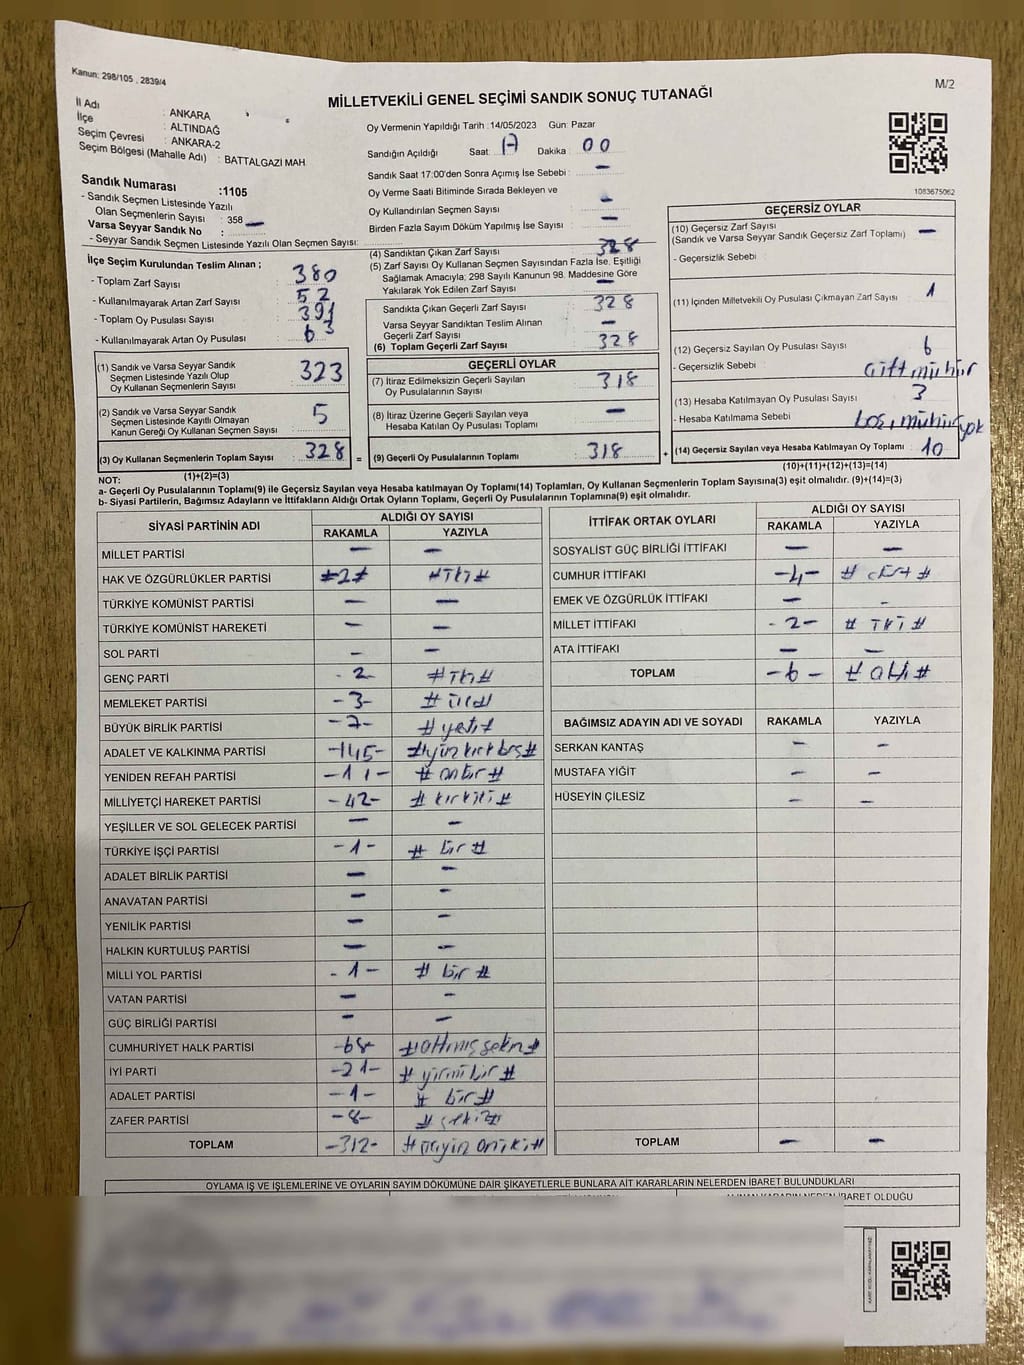 Kanun: 298/105 , 2839/4
M/2
MİLLETVEKİLİ GENEL SEÇİMİ SANDIK SONUÇ TUTANAĞI
İl Adı : ANKARA
İlçe : ALTINDAĞ
Seçim Çevresi : ANKARA-2
Seçim Bölgesi (Mahalle Adı) : BATTALGAZİ MAH
Oy Vermenin Yapıldığı Tarih :14/05/2023 Gün: Pazar
Sandığın Açıldığı Saat : 17 Dakika : 00
Sandık Saat 17:00'den Sonra Açımış İse Sebebi : —
Oy Verme Saati Bitiminde Sırada Bekleyen ve
Oy Kullandırılan Seçmen Sayısı : —
Birden Fazla Sayım Döküm Yapılmış İse Sayısı : —
1083675062
Sandık Numarası :1105
- Sandık Seçmen Listesinde Yazılı
Olan Seçmenlerin Sayısı : 358 —
Varsa Seyyar Sandık No :
- Seyyar Sandık Seçmen Listesinde Yazılı Olan Seçmen Sayısı:
İlçe Seçim Kurulundan Teslim Alınan ;
- Toplam Zarf Sayısı : 380
- Kullanılmayarak Artan Zarf Sayısı : 52
- Toplam Oy Pusulası Sayısı : 391
- Kullanılmayarak Artan Oy Pusulası : 63
(4) Sandıktan Çıkan Zarf Sayısı : 328
(5) Zarf Sayısı Oy Kullanan Seçmen Sayısından Fazla İse, Eşitliği
Sağlamak Amacıyla; 298 Sayılı Kanunun 98. Maddesine Göre
Yakılarak Yok Edilen Zarf Sayısı : —
Sandıkta Çıkan Geçerli Zarf Sayısı : 328
Varsa Seyyar Sandıktan Teslim Alınan
Geçerli Zarf Sayısı : —
(6) Toplam Geçerli Zarf Sayısı : 328
GEÇERSİZ OYLAR
(10) Geçersiz Zarf Sayısı
(Sandık ve Varsa Seyyar Sandık Geçersiz Zarf Toplamı) : —
- Geçersizlik Sebebi :
(11) İçinden Milletvekili Oy Pusulası Çıkmayan Zarf Sayısı : 1
(12) Geçersiz Sayılan Oy Pusulası Sayısı : 6
- Geçersizlik Sebebi : Çift mühür
(13) Hesaba Katılmayan Oy Pusulası Sayısı : 3
- Hesaba Katılmama Sebebi : boş, mühür yok
(14) Geçersiz Sayılan veya Hesaba Katılmayan Oy Toplamı : 10
(10)+(11)+(12)+(13)=(14)
(1) Sandık ve Varsa Seyyar Sandık
Seçmen Listesinde Yazılı Olup
Oy Kullanan Seçmenlerin Sayısı : 323
(2) Sandık ve Varsa Seyyar Sandık
Seçmen Listesinde Kayıtlı Olmayan
Kanun Gereği Oy Kullanan Seçmen Sayısı : 5
(3) Oy Kullanan Seçmenlerin Toplam Sayısı : 328 =
(1)+(2)=(3)
GEÇERLİ OYLAR
(7) İtiraz Edilmeksizin Geçerli Sayılan
Oy Pusulalarının Sayısı : 318
(8) İtiraz Üzerine Geçerli Sayılan veya
Hesaba Katılan Oy Pusulası Toplamı : —
(9) Geçerli Oy Pusulalarının Toplamı : 318 +
NOT:
a- Geçerli Oy Pusulalarının Toplamı(9) ile Geçersiz Sayılan veya Hesaba katılmayan Oy Toplamı(14) Toplamları, Oy Kullanan Seçmenlerin Toplam Sayısına(3) eşit olmalıdır. (9)+(14)=(3)
b- Siyasi Partilerin, Bağımsız Adayların ve İttifakların Aldığı Ortak Oyların Toplamı, Geçerli Oy Pusulalarının Toplamına(9) eşit olmalıdır.
SİYASİ PARTİNİN ADI ALDIĞI OY SAYISI
RAKAMLA YAZIYLA
MİLLET PARTİSİ — —
HAK VE ÖZGÜRLÜKLER PARTİSİ #2# #İki#
TÜRKİYE KOMÜNİST PARTİSİ — —
TÜRKİYE KOMÜNİST HAREKETİ — —
SOL PARTİ — —
GENÇ PARTİ - 2 #İki#
MEMLEKET PARTİSİ -3- #üç#
BÜYÜK BİRLİK PARTİSİ -7- #yedi#
ADALET VE KALKINMA PARTİSİ -145- #yüz kırk beş#
YENİDEN REFAH PARTİSİ -11- #onbir#
MİLLİYETÇİ HAREKET PARTİSİ -42- #kırkiki#
YEŞİLLER VE SOL GELECEK PARTİSİ — —
TÜRKİYE İŞÇİ PARTİSİ -1- #bir#
ADALET BİRLİK PARTİSİ — —
ANAVATAN PARTİSİ — —
YENİLİK PARTİSİ — —
HALKIN KURTULUŞ PARTİSİ — —
MİLLİ YOL PARTİSİ -1- #bir#
VATAN PARTİSİ — —
GÜÇ BİRLİĞİ PARTİSİ — —
CUMHURİYET HALK PARTİSİ -68- #altmış sekiz#
İYİ PARTİ -21- #yirmi bir#
ADALET PARTİSİ -1- #bir#
ZAFER PARTİSİ -8- #sekiz#
TOPLAM -312- #üçyüz oniki#
İTTİFAK ORTAK OYLARI ALDIĞI OY SAYISI
RAKAMLA YAZIYLA
SOSYALİST GÜÇ BİRLİĞİ İTTİFAKI — —
CUMHUR İTTİFAKI -4- #dört#
EMEK VE ÖZGÜRLÜK İTTİFAKI — -
MİLLET İTTİFAKI - 2- #İki#
ATA İTTİFAKI — —
TOPLAM -6- #altı#
BAĞIMSIZ ADAYIN ADI VE SOYADI RAKAMLA YAZIYLA
SERKAN KANTAŞ — —
MUSTAFA YİĞİT — —
HÜSEYİN ÇİLESİZ — —
TOPLAM — —
OYLAMA İŞ VE İŞLEMLERİNE VE OYLARIN SAYIM DÖKÜMÜNE DAİR ŞİKAYETLERLE BUNLARA AİT KARARLARIN NELERDEN İBARET BULUNDUKLARI
ALINAN KARARIN NEDEN İBARET OLDUĞU